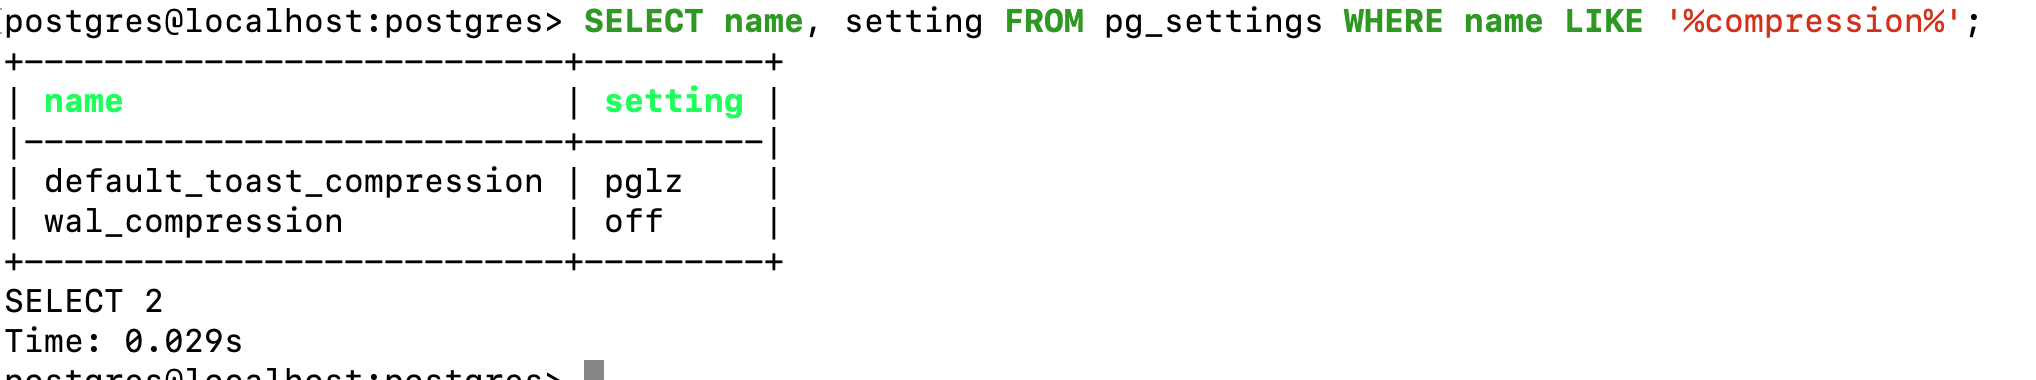 postgres@localhost:postgres> SELECT name, setting FROM pg_settings WHERE name LIKE '%compression%';
+---------------------------+---------+
| name                      | setting |
|---------------------------+---------|
| default_toast_compression | pglz    |
| wal_compression           | off     |
+---------------------------+---------+
SELECT 2
Time: 0.029s
postgres@localhost:postgres>